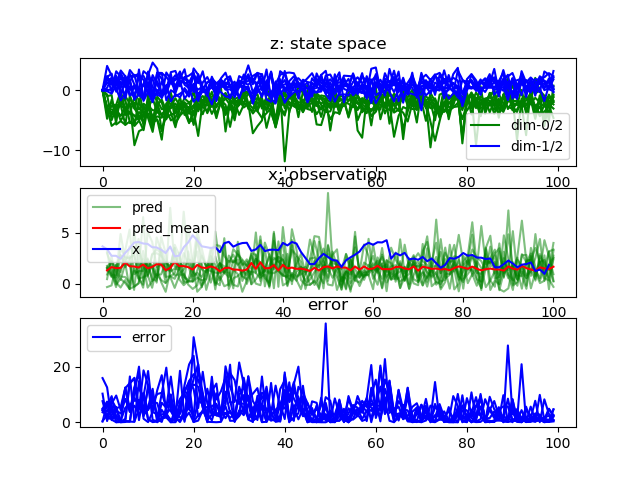 z: state space
0
−10
dim-0/2
dim-1/2
0 20 40 60 80 100
x: observation
5
0
pred
pred_mean
x
0 20 40 60 80 100
error
20
0
error
0 20 40 60 80 100